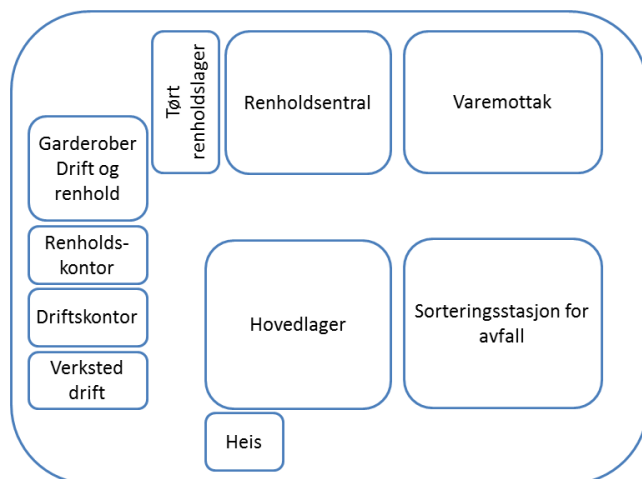 Tørt
renholdslager
Renholdsentral
Varemottak
Garderober
Drift og
renhold
Renholds-
kontor
Driftskontor
Verksted
drift
Hovedlager
Sorteringsstasjon for
avfall
Heis